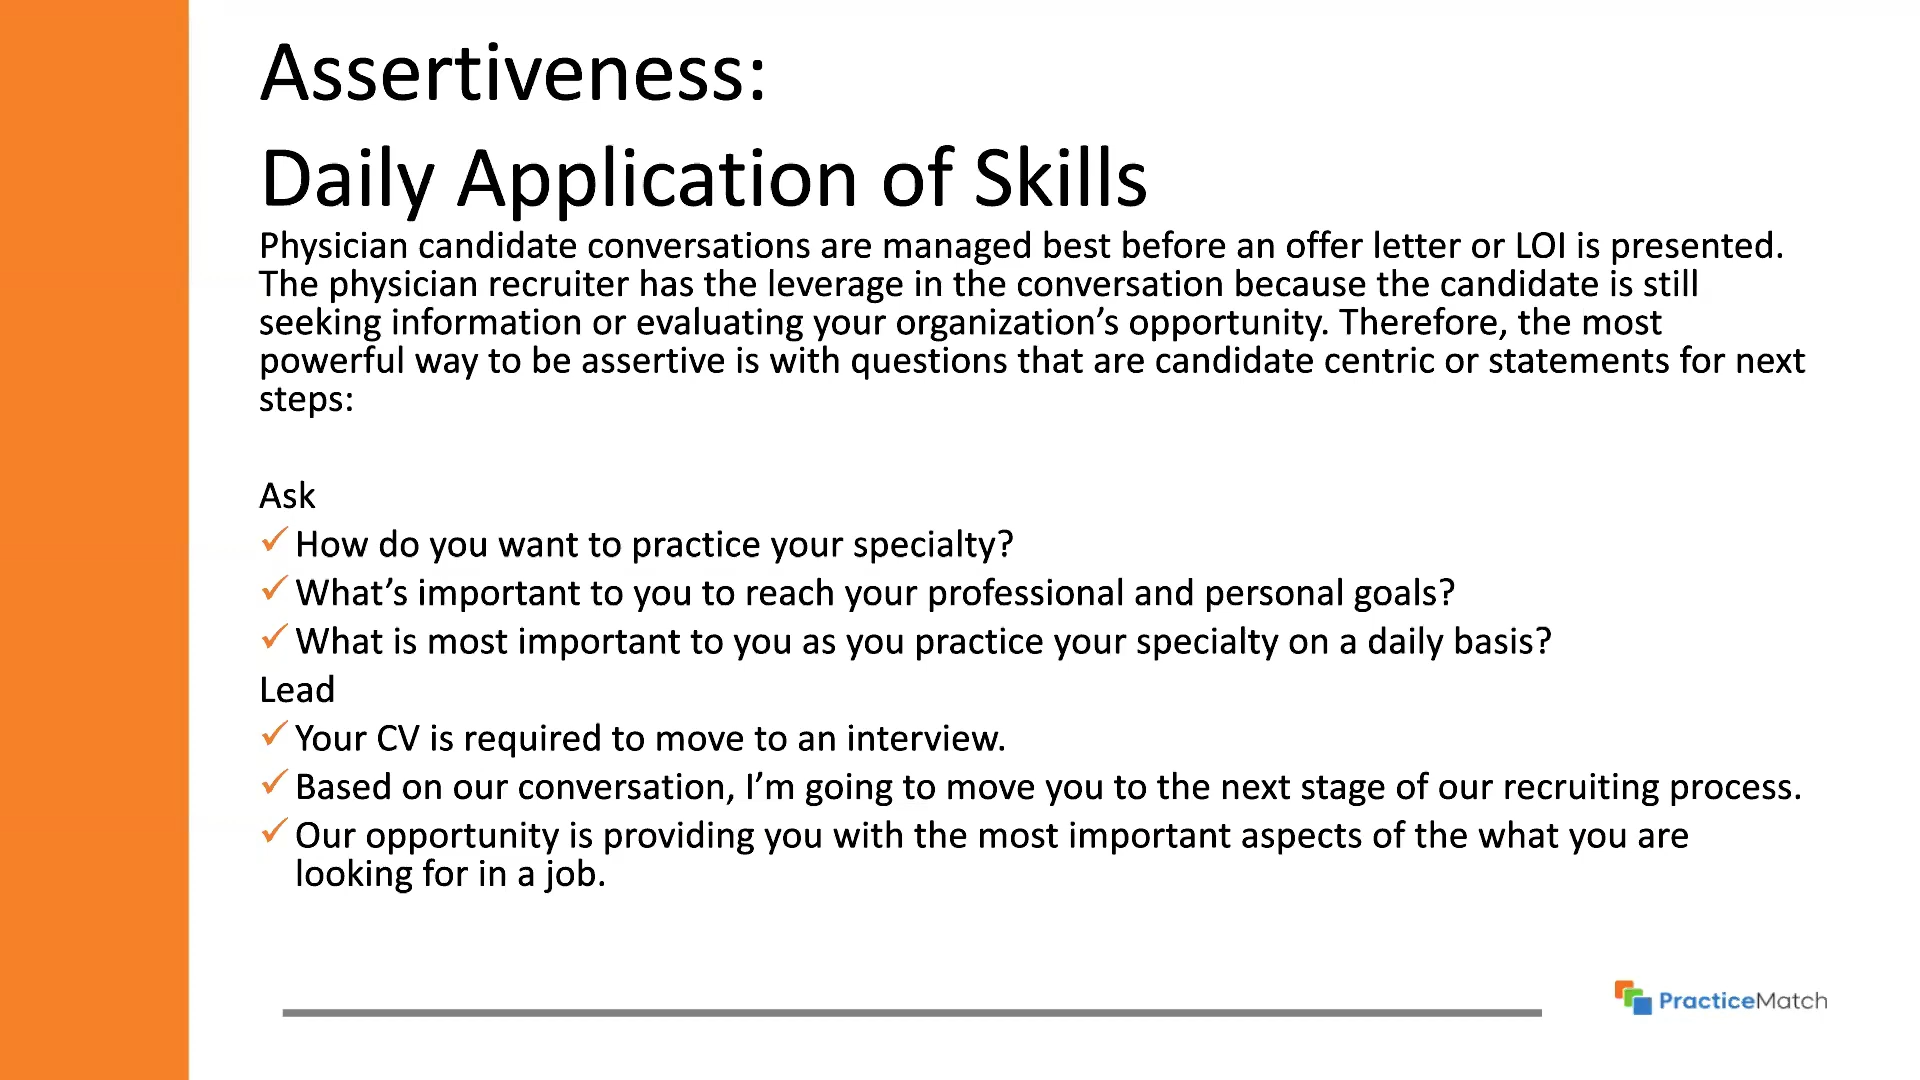 Assertiveness:
Daily Application of Skills
Physician candidate conversations are managed best before an offer letter or LOI is presented.
The physician recruiter has the leverage in the conversation because the candidate is still
seeking information or evaluating your organization’s opportunity. Therefore, the most
powerful way to be assertive is with questions that are candidate centric or statements for next
steps:
Ask
✓ How do you want to practice your specialty?
✓ What’s important to you to reach your professional and personal goals?
✓ What is most important to you as you practice your specialty on a daily basis?
Lead
✓ Your CV is required to move to an interview.
✓ Based on our conversation, I’m going to move you to the next stage of our recruiting process.
✓ Our opportunity is providing you with the most important aspects of the what you are
looking for in a job.
PracticeMatch